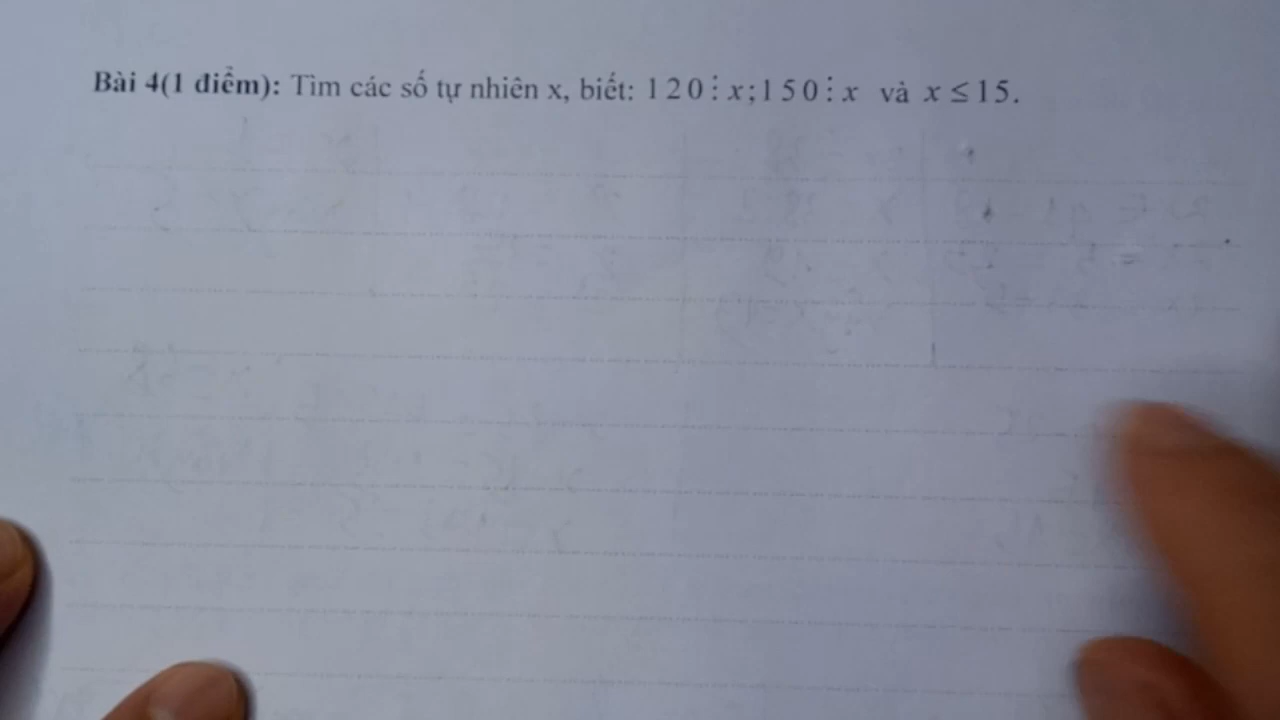 Bài 4(1 điểm): Tìm các số tự nhiên x, biết: 120⋮x;150⋮x và x ≤ 15.